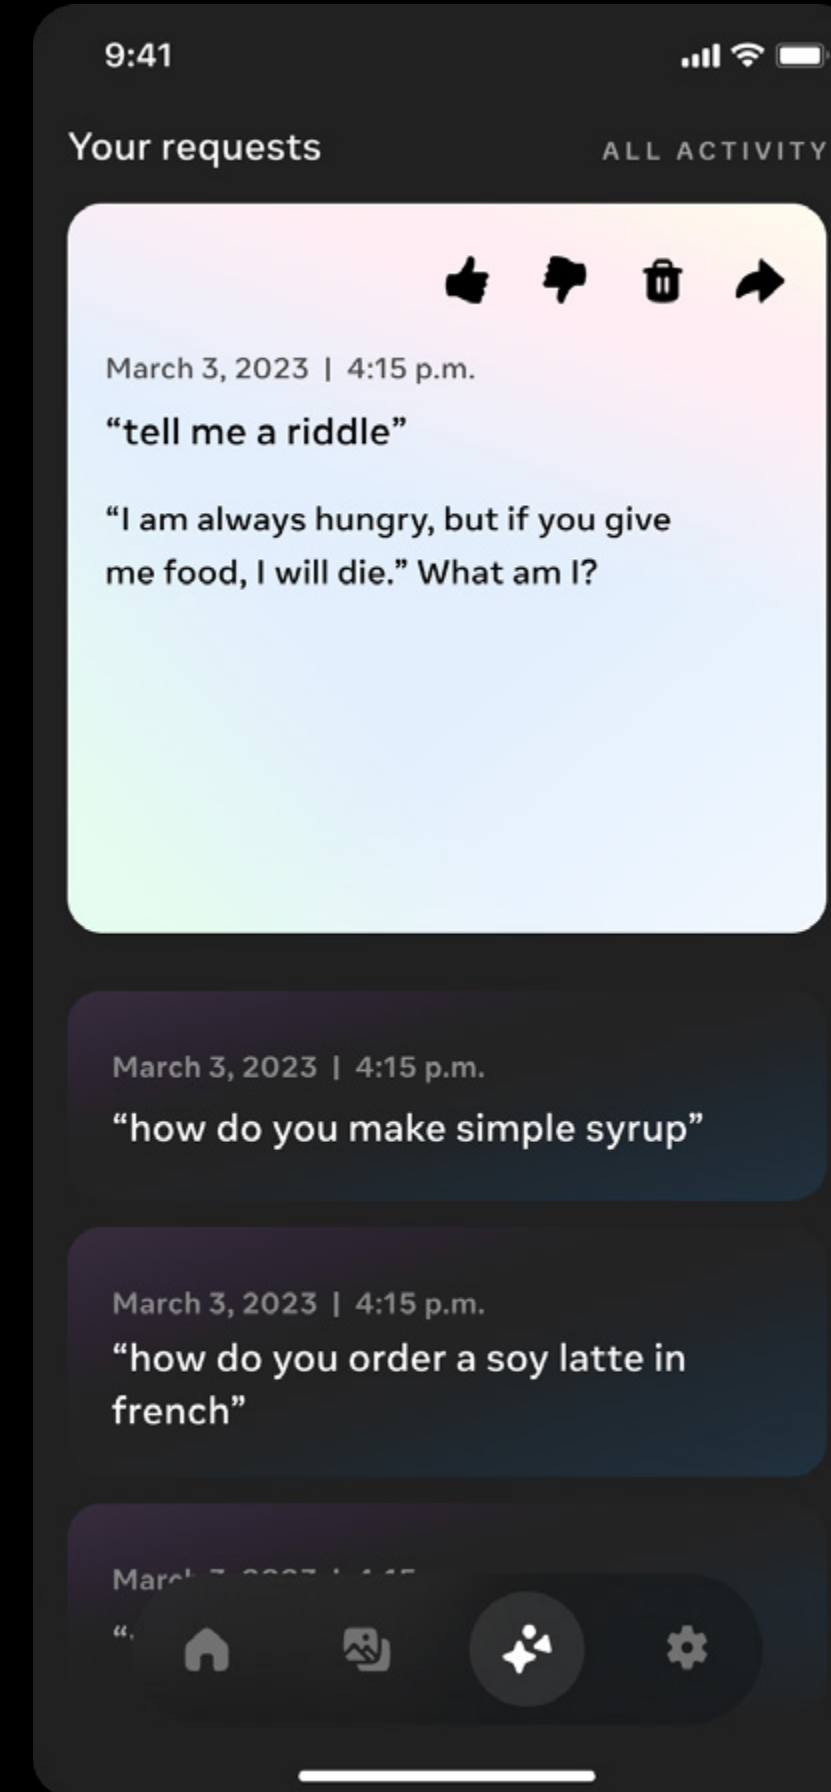 9:41
Your requests
ALL ACTIVITY
March 3, 2023 | 4:15 p.m.
“tell me a riddle”
“I am always hungry, but if you give
me food, I will die.” What am I?
March 3, 2023 | 4:15 p.m.
“how do you make simple syrup”
March 3, 2023 | 4:15 p.m.
“how do you order a soy latte in
french”